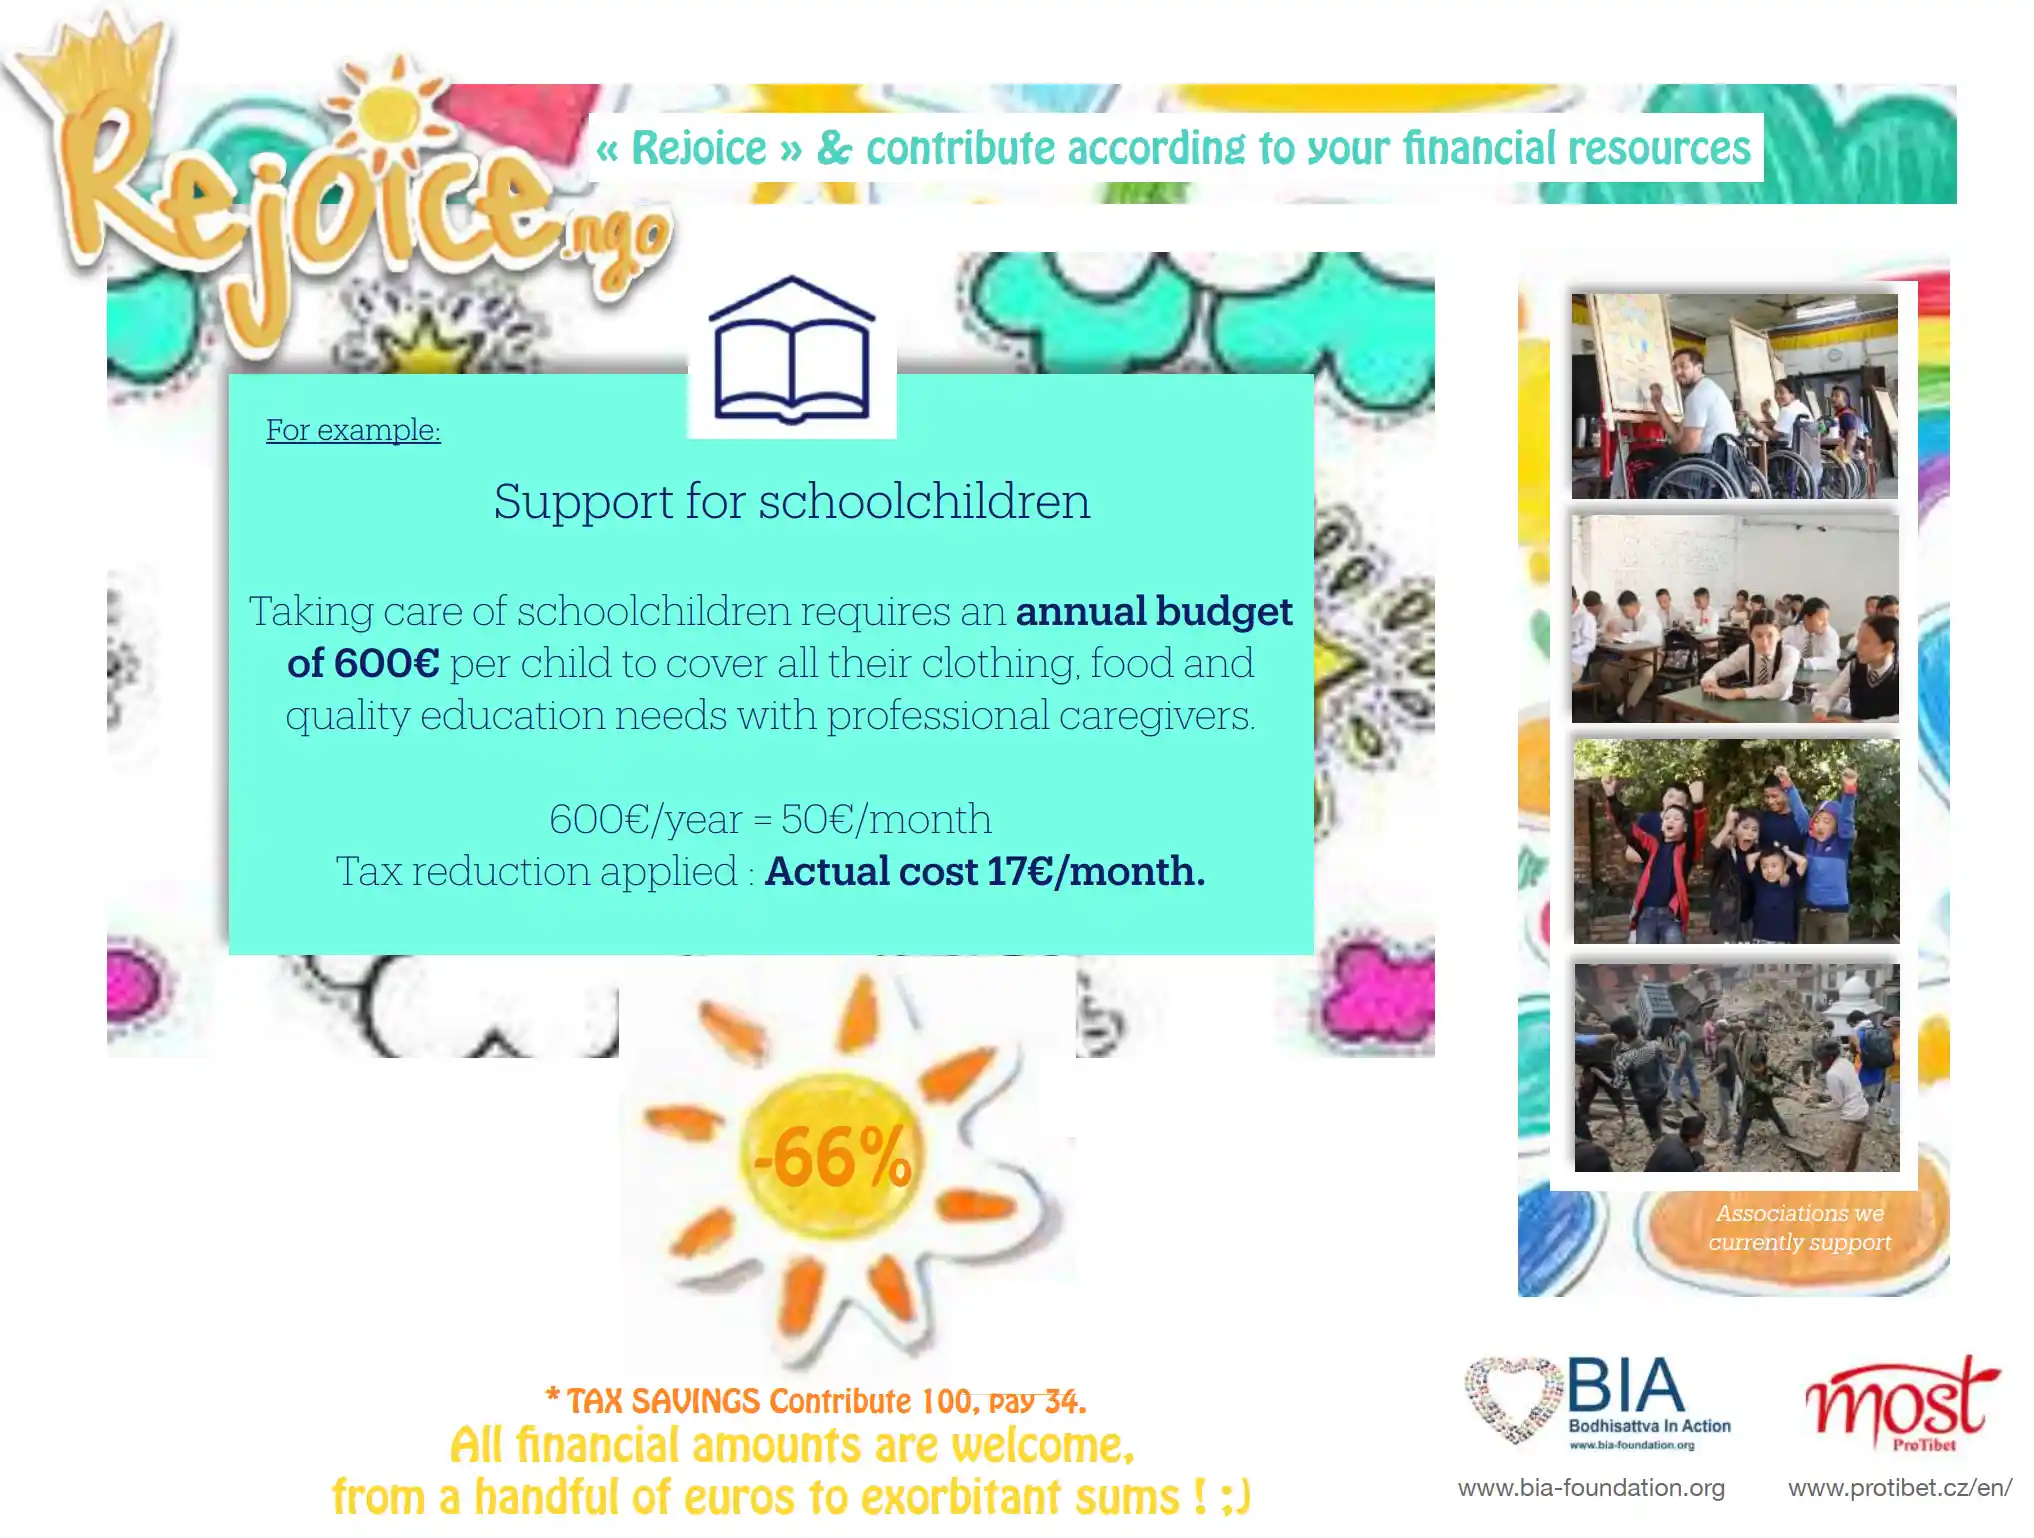 Rejoice.ngo
« Rejoice » & contribute according to your financial resources
For example:
Support for schoolchildren
Taking care of schoolchildren requires an annual budget
of 600€ per child to cover all their clothing, food and
quality education needs with professional caregivers.
600€/year = 50€/month
Tax reduction applied : Actual cost 17€/month.
-66%
* TAX SAVINGS Contribute 100, pay 34.
All financial amounts are welcome,
from a handful of euros to exorbitant sums ! ;)
Associations we
currently support
BIA
Bodhisattva In Action
www.bia-foundation.org
www.bia-foundation.org
most
ProTibet
www.protibet.cz/en/